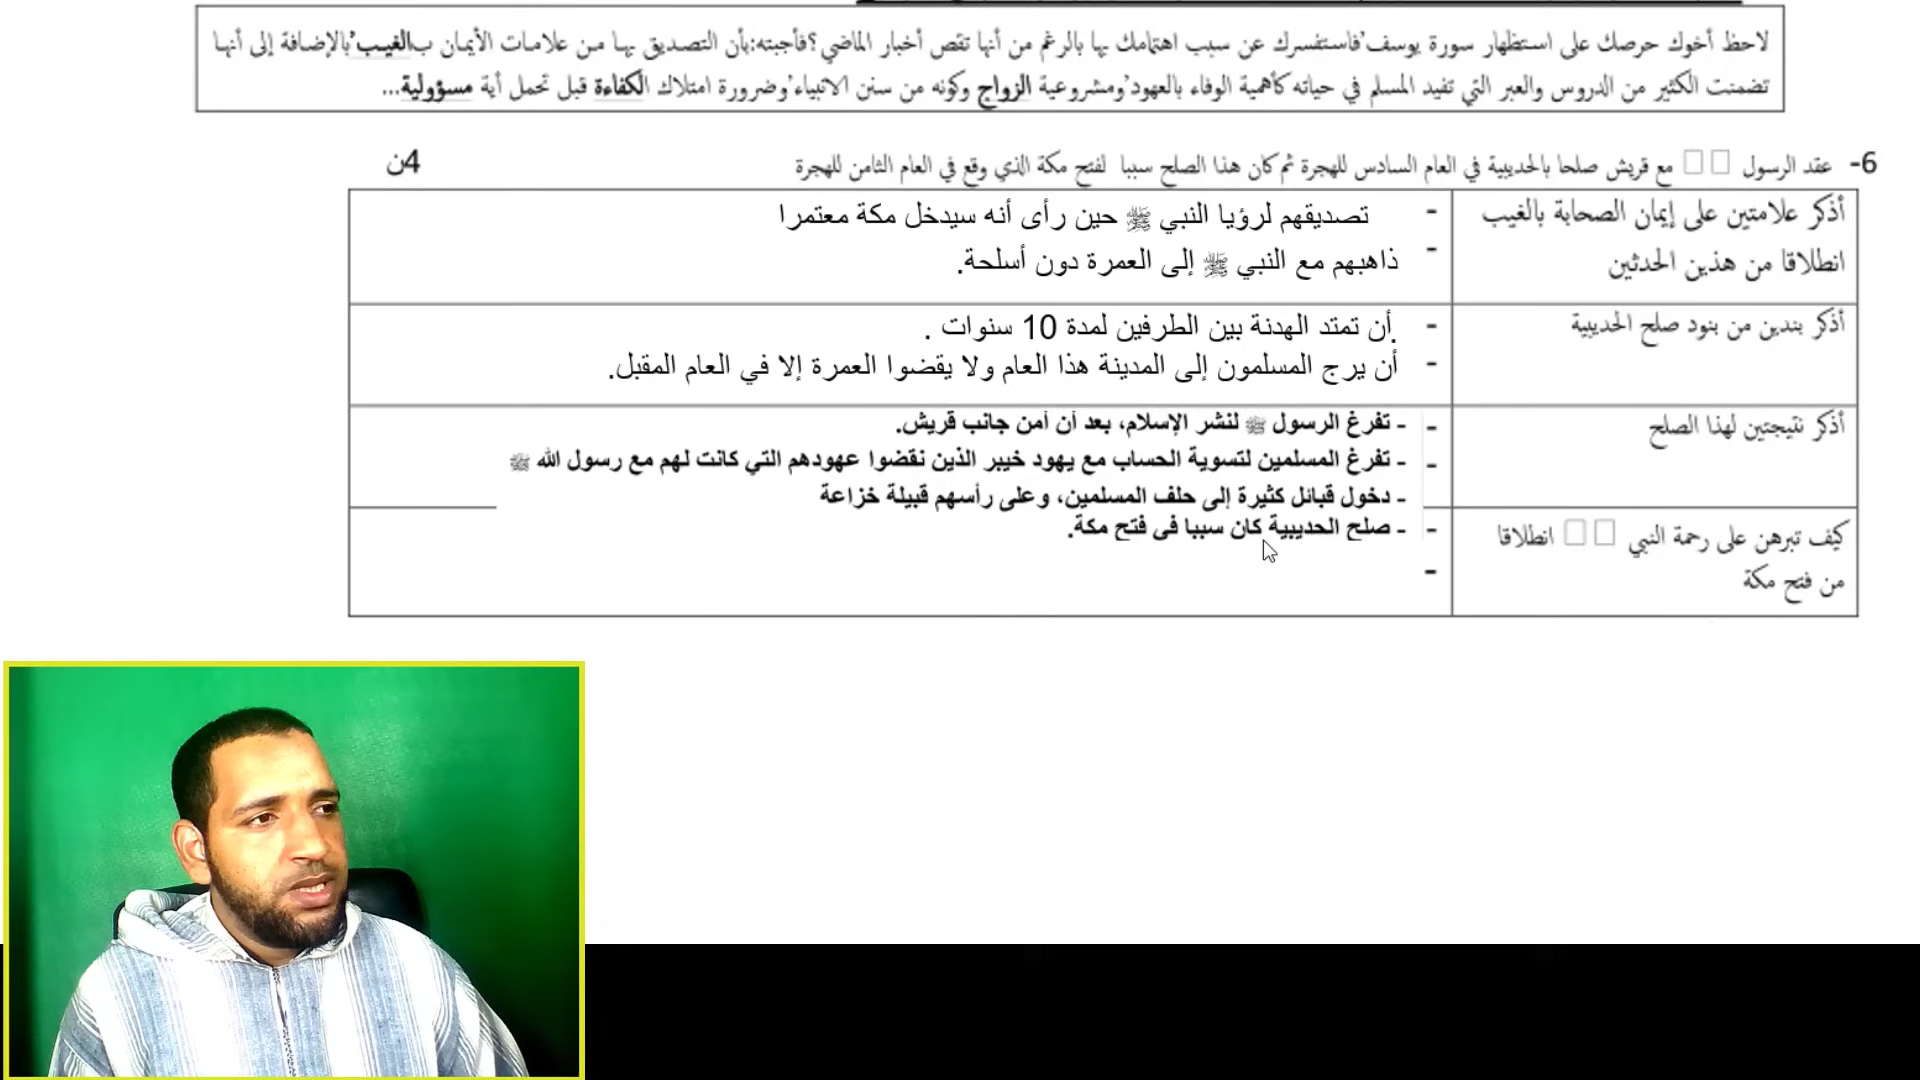 لاحظ أخوك حرصك على استظهار سورة يوسف'فاستفسرك عن سبب اهتمامك بها بالرغم من أنها تقص أخبار الماضي؟فأجبته:بأن التصديق بها من علامات الأيمان ب'الغيب'بالإضافة إلى أنها
تضمنت الكثير من الدروس والعبر التي تفيد المسلم في حياته كأهمية الوفاء بالعهود'ومشروعية الزواج وكونه من سنن الانبياء'وضرورة امتلاك الكفاءة قبل تحمل أية مسؤولية...
6- عقد الرسول □□ مع قريش صلحا بالحديبية في العام السادس للهجرة ثم كان هذا الصلح سببا لفتح مكة الذي وقع في العام الثامن للهجرة 4ن
أذكر علامتين على إيمان الصحابة بالغيب
انطلاقا من هذين الحدثين
- تصديقهم لرؤيا النبي ﷺ حين رأى أنه سيدخل مكة معتمرا
- ذاهبهم مع النبي ﷺ إلى العمرة دون أسلحة.
أذكر بندين من بنود صلح الحديبية
- .أن تمتد الهدنة بين الطرفين لمدة 10 سنوات .
- أن يرج المسلمون إلى المدينة هذا العام ولا يقضوا العمرة إلا في العام المقبل.
أذكر نتيجتين لهذا الصلح
- - تفرغ الرسول ﷺ لنشر الإسلام، بعد أن أمن جانب قريش.
- - تفرغ المسلمين لتسوية الحساب مع يهود خيبر الذين نقضوا عهودهم التي كانت لهم مع رسول الله ﷺ
- دخول قبائل كثيرة إلى حلف المسلمين، وعلى رأسهم قبيلة خزاعة
- - صلح الحديبية كان سببا في فتح مكة.
كيف تبرهن على رحمة النبي □□ انطلاقا
من فتح مكة
-